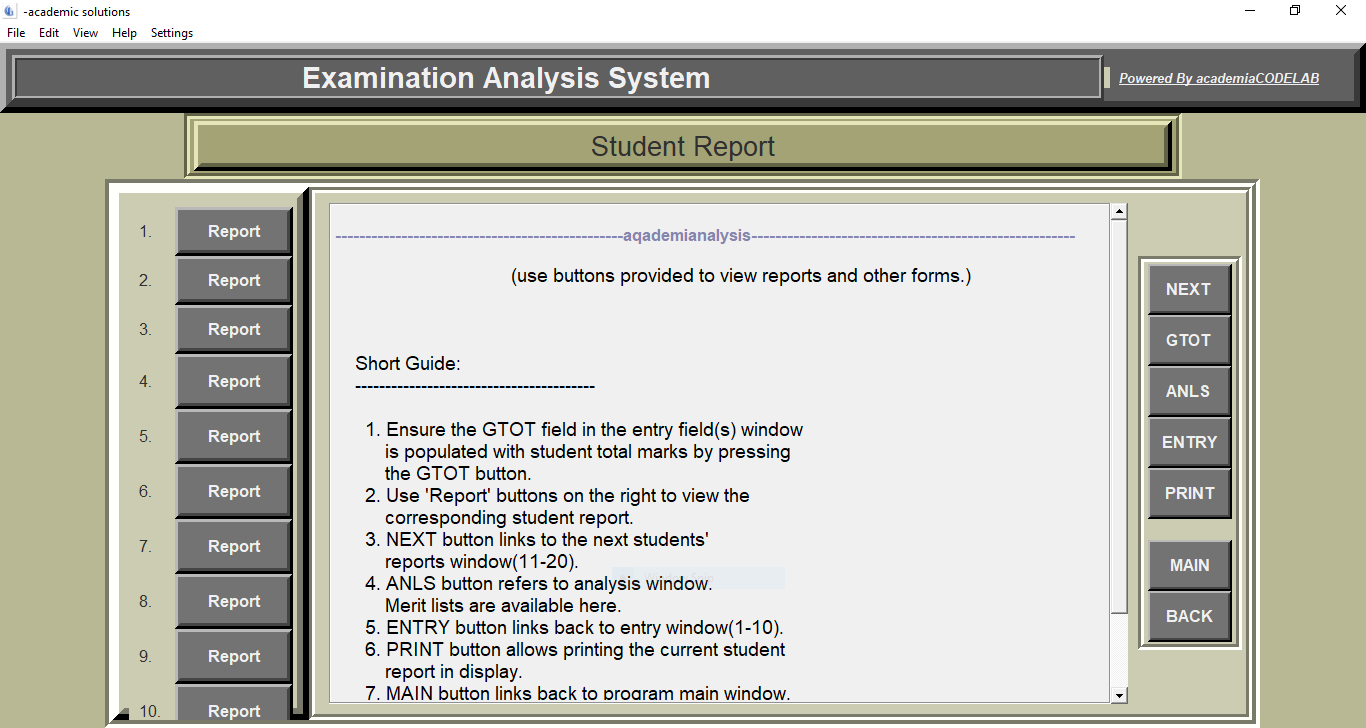 -academic solutions
File Edit View Help Settings
Examination Analysis System
Powered By academiaCODELAB
Student Report
1. Report
2. Report
3. Report
4. Report
5. Report
6. Report
7. Report
8. Report
9. Report
10. Report
------------------------------------------------aqademianalysis------------------------------------------------------
(use buttons provided to view reports and other forms.)
Short Guide:
----------------------------------------
1. Ensure the GTOT field in the entry field(s) window
is populated with student total marks by pressing
the GTOT button.
2. Use 'Report' buttons on the right to view the
corresponding student report.
3. NEXT button links to the next students'
reports window(11-20).
4. ANLS button refers to analysis window.
Merit lists are available here.
5. ENTRY button links back to entry window(1-10).
6. PRINT button allows printing the current student
report in display.
7. MAIN button links back to program main window.
NEXT
GTOT
ANLS
ENTRY
PRINT
MAIN
BACK